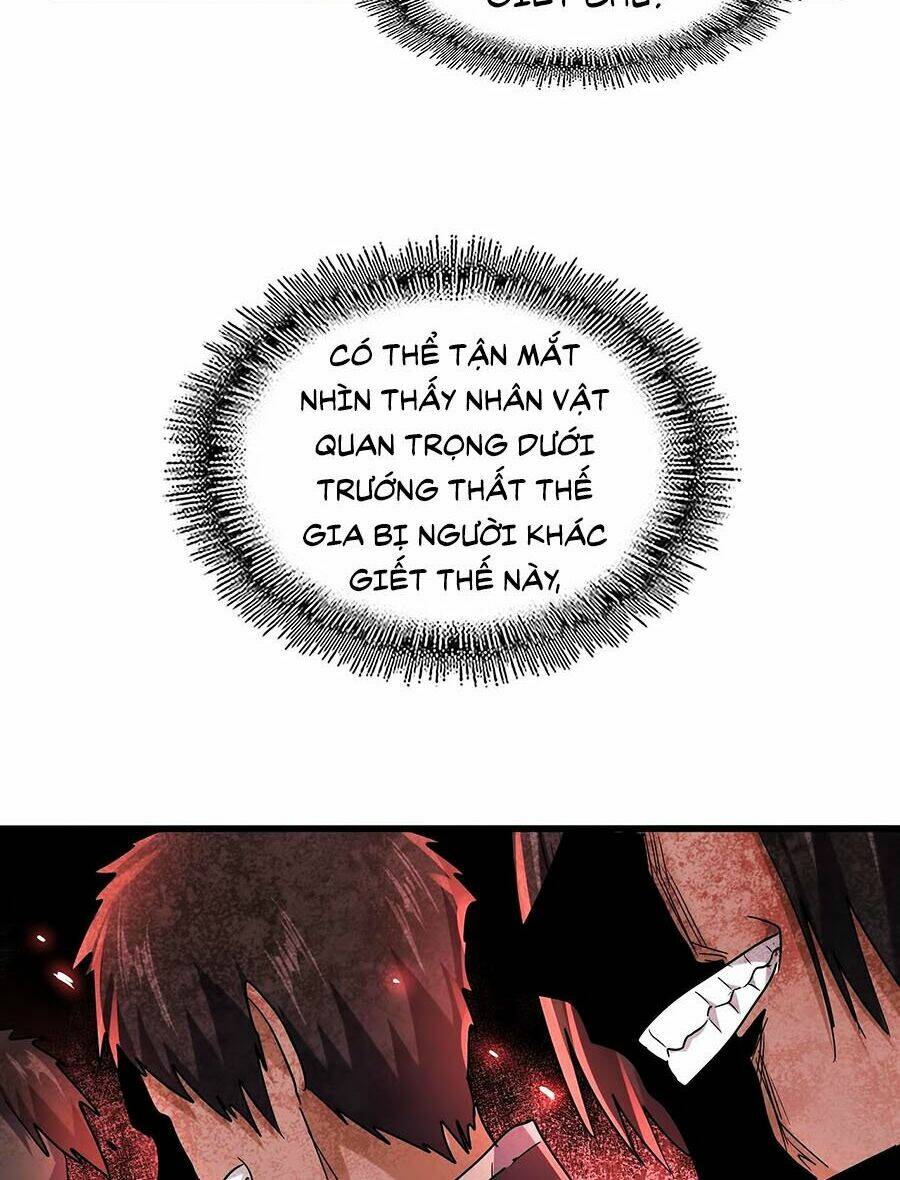 CÓ THỂ TẬN MẮT
NHÌN THẤY NHÂN VẬT
QUAN TRỌNG DƯỚI
TRƯỚNG THẤT THẾ
GIA BỊ NGƯỜI KHÁC
GIẾT THẾ NÀY,